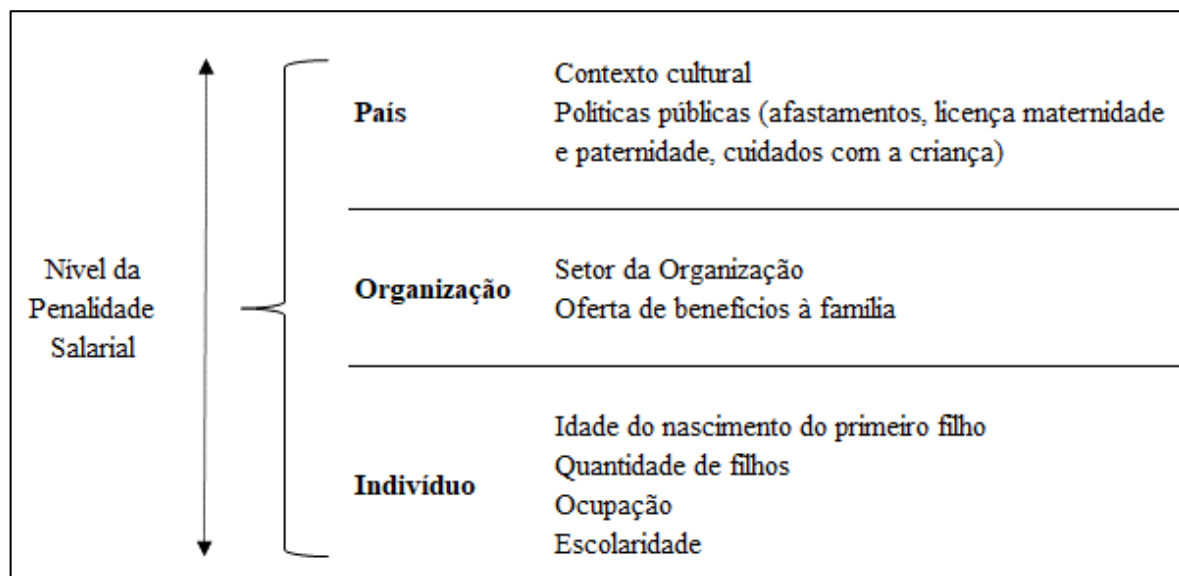 Contexto cultural
País
Políticas públicas (afastamentos, licença maternidade
e paternidade, cuidados com a criança)
Nível da
Penalidade
Salarial
Organização
Setor da Organização
Oferta de benefícios à família
Indivíduo
Idade do nascimento do primeiro filho
Quantidade de filhos
Ocupação
Escolaridade